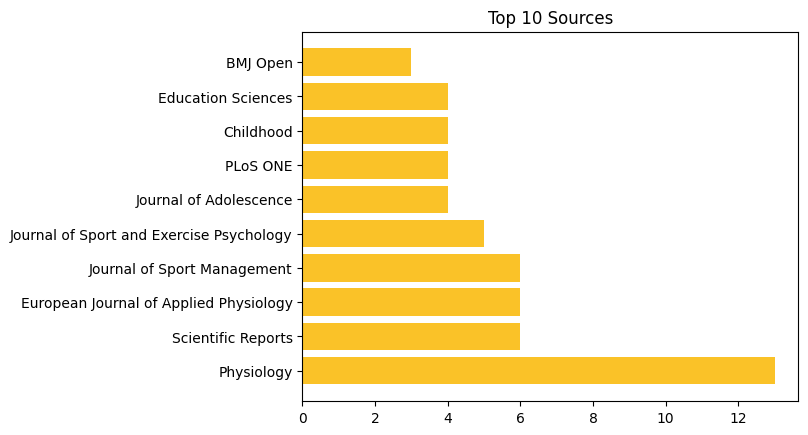 Top 10 Sources
BMJ Open
Education Sciences
Childhood
PLoS ONE
Journal of Adolescence
Journal of Sport and Exercise Psychology
Journal of Sport Management
European Journal of Applied Physiology
Scientific Reports
Physiology
0 2 4 6 8 10 12